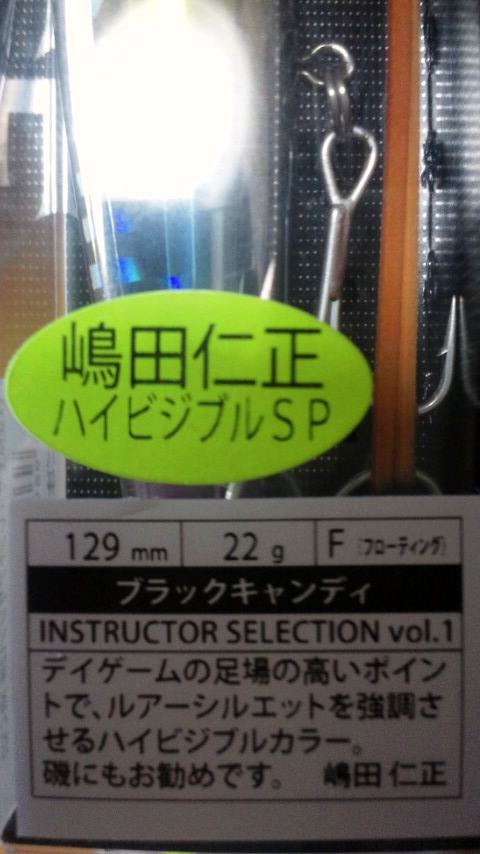 嶋田仁正
ハイビジブルSP
129 mm 22 g F (フローティング)
ブラックキャンディ
INSTRUCTOR SELECTION vol.1
デイゲームの足場の高いポイン
トで、ルアーシルエットを強調さ
せるハイビジブルカラー。
磯にもお勧めです。 嶋田 仁正